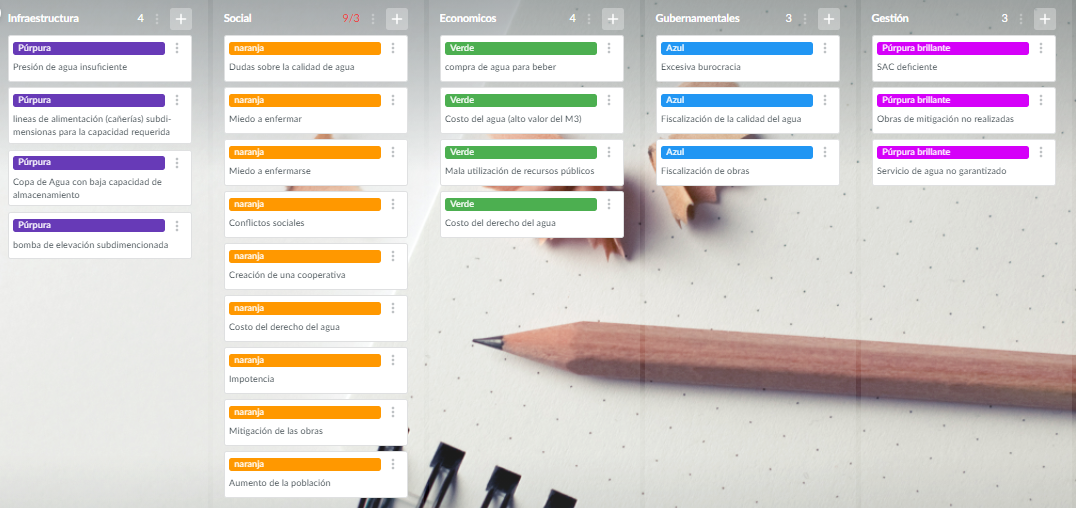 Infraestructura 4
Púrpura
Presión de agua insuficiente
Púrpura
lineas de alimentación (cañerías) subdi-
mensionas para la capacidad requerida
Púrpura
Copa de Agua con baja capacidad de
almacenamiento
Púrpura
bomba de elevación subdimencionada
Social 9/3
naranja
Dudas sobre la calidad de agua
naranja
Miedo a enfermar
naranja
Miedo a enfermarse
naranja
Conflictos sociales
naranja
Creación de una cooperativa
naranja
Costo del derecho del agua
naranja
Impotencia
naranja
Mitigación de las obras
naranja
Aumento de la población
Economicos 4
Verde
compra de agua para beber
Verde
Costo del agua (alto valor del M3)
Verde
Mala utilización de recursos públicos
Verde
Costo del derecho del agua
Gubernamentales 3
Azul
Excesiva burocracia
Azul
Fiscalización de la calidad del agua
Azul
Fiscalización de obras
Gestión 3
Púrpura brillante
SAC deficiente
Púrpura brillante
Obras de mitigación no realizadas
Púrpura brillante
Servicio de agua no garantizado